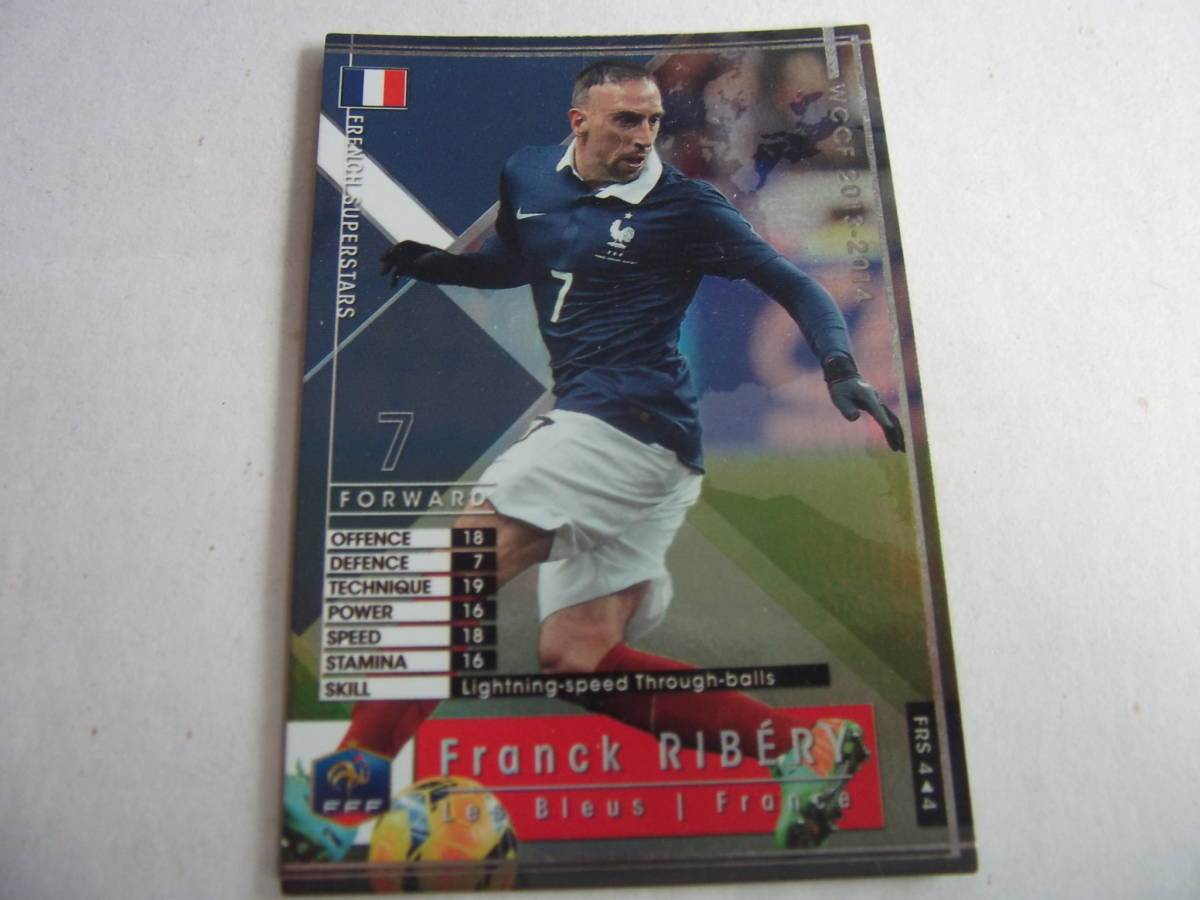 FRENCH SUPERSTARS
WCCF 2013-2014
7
7
FORWARD
OFFENCE 18
DEFENCE 7
TECHNIQUE 19
POWER 16
SPEED 18
STAMINA 16
SKILL Lightning-speed Through-balls
Franck RIBÉRY
Les Bleus | France
FFF
FRS 4◀4